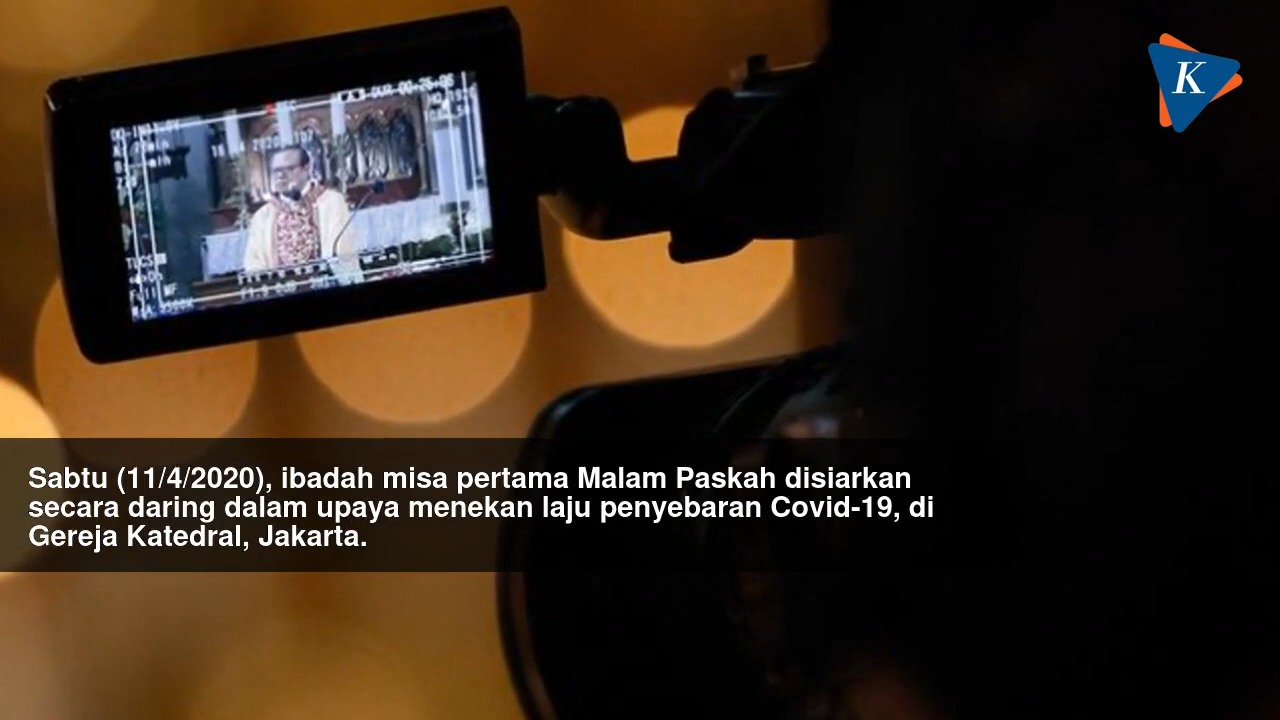 K
REC
Sabtu (11/4/2020), ibadah misa pertama Malam Paskah disiarkan
secara daring dalam upaya menekan laju penyebaran Covid-19, di
Gereja Katedral, Jakarta.